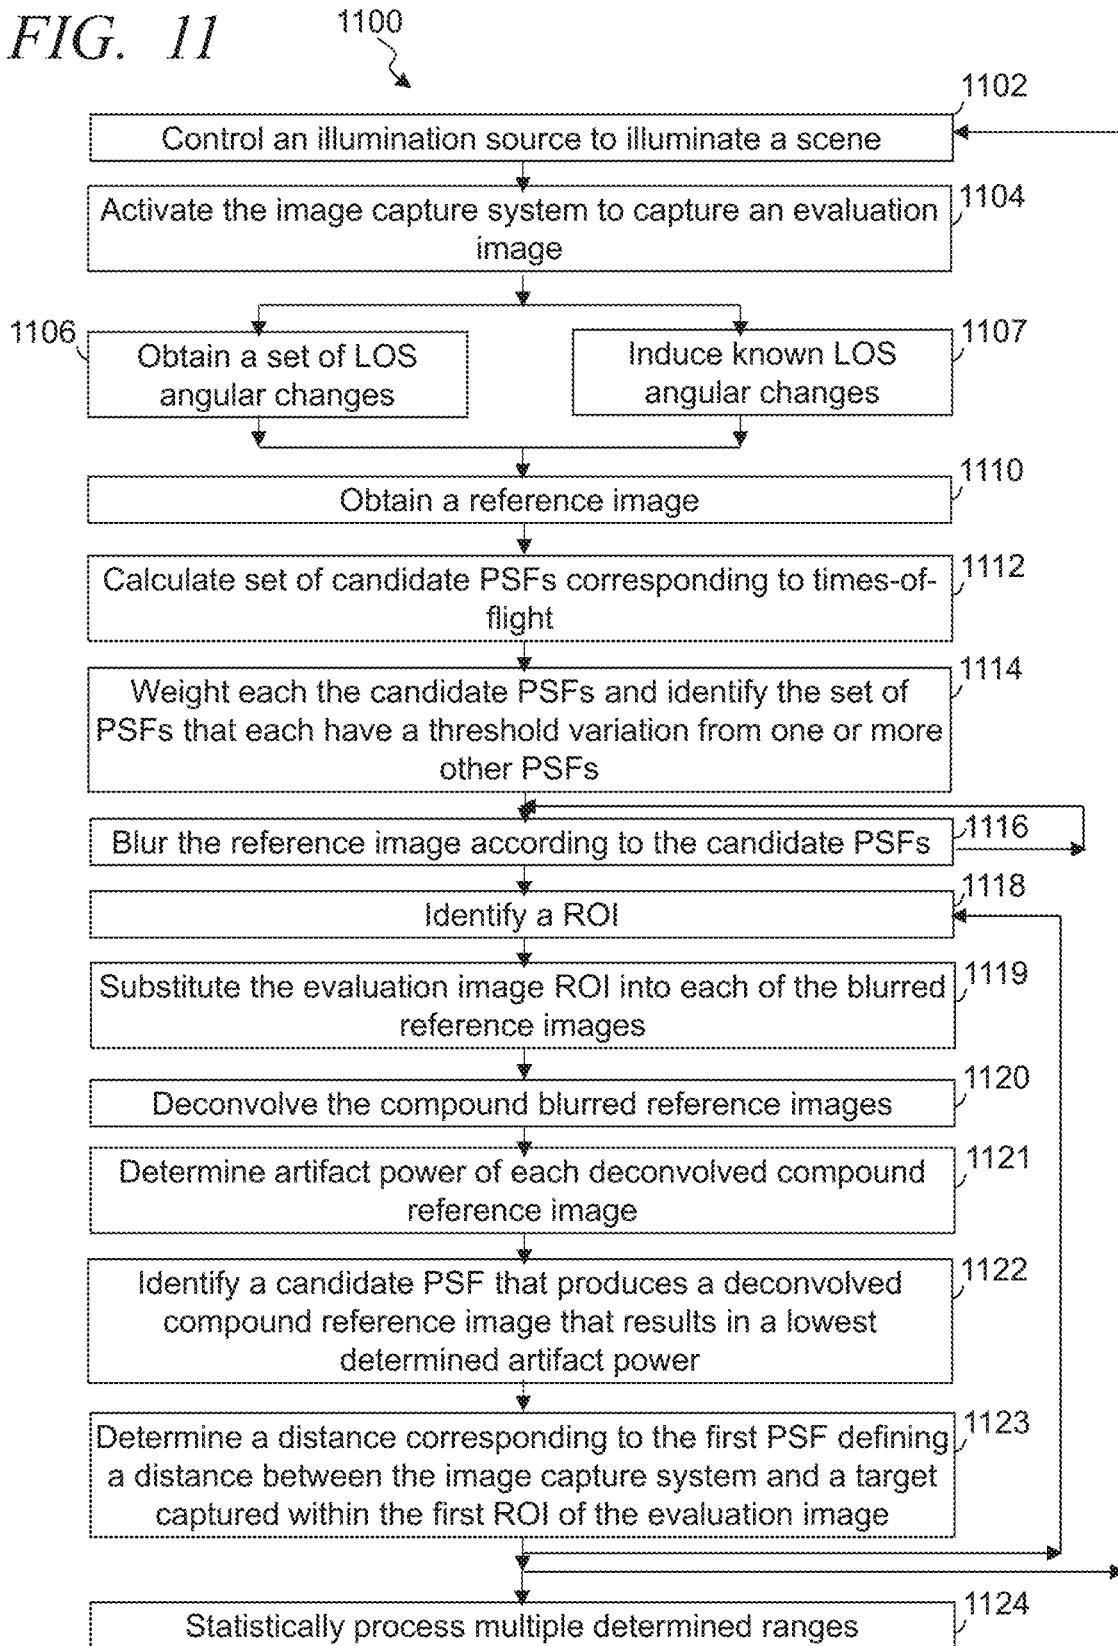 FIG. 11
1100
1102
Control an illumination source to illuminate a scene
1104
Activate the image capture system to capture an evaluation
image
1106
Obtain a set of LOS
angular changes
1107
Induce known LOS
angular changes
1110
Obtain a reference image
1112
Calculate set of candidate PSFs corresponding to times-of-
flight
1114
Weight each the candidate PSFs and identify the set of
PSFs that each have a threshold variation from one or more
other PSFs
1116
Blur the reference image according to the candidate PSFs
1118
Identify a ROI
1119
Substitute the evaluation image ROI into each of the blurred
reference images
1120
Deconvolve the compound blurred reference images
1121
Determine artifact power of each deconvolved compound
reference image
1122
Identify a candidate PSF that produces a deconvolved
compound reference image that results in a lowest
determined artifact power
1123
Determine a distance corresponding to the first PSF defining
a distance between the image capture system and a target
captured within the first ROI of the evaluation image
1124
Statistically process multiple determined ranges